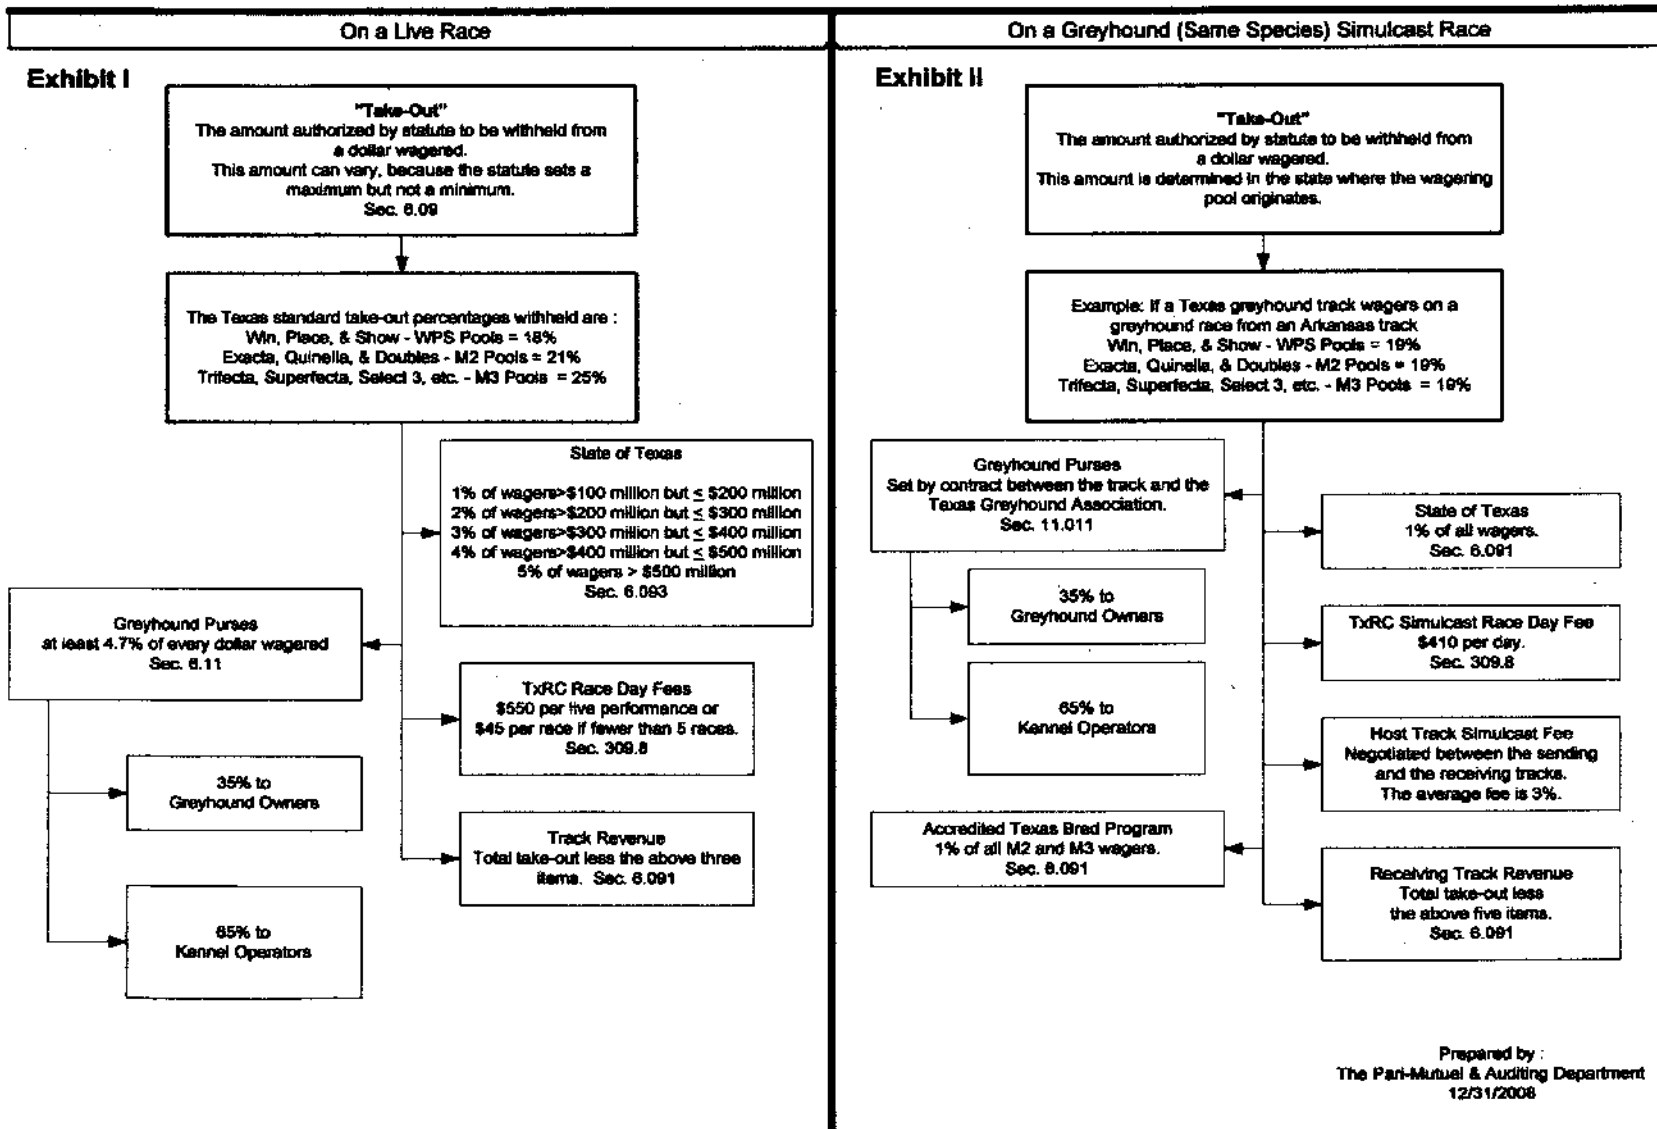 On a Live Race
Exhibit I
"Take-Out"
The amount authorized by statute to be withheld from
a dollar wagered.
This amount can vary, because the statute sets a
maximum but not a minimum.
Sec. 6.09
The Texas standard take-out percentages withheld are :
Win, Place, & Show - WPS Pools = 18%
Exacta, Quinella, & Doubles - M2 Pools = 21%
Trifecta, Superfecta, Select 3, etc. - M3 Pools = 25%
State of Texas
1% of wagers>$100 million but ≤ $200 million
2% of wagers>$200 million but ≤ $300 million
3% of wagers>$300 million but ≤ $400 million
4% of wagers>$400 million but ≤ $500 million
5% of wagers > $500 million
Sec. 6.093
Greyhound Purses
at least 4.7% of every dollar wagered
Sec. 6.11
TxRC Race Day Fees
$550 per live performance or
$45 per race if fewer than 5 races.
Sec. 309.8
35% to
Greyhound Owners
Track Revenue
Total take-out less the above three
items. Sec. 6.091
65% to
Kennel Operators
On a Greyhound (Same Species) Simulcast Race
Exhibit II
"Take-Out"
The amount authorized by statute to be withheld from
a dollar wagered.
This amount is determined in the state where the wagering
pool originates.
Example: If a Texas greyhound track wagers on a
greyhound race from an Arkansas track
Win, Place, & Show - WPS Pools = 19%
Exacta, Quinella, & Doubles - M2 Pools = 19%
Trifecta, Superfecta, Select 3, etc. - M3 Pools = 19%
Greyhound Purses
Set by contract between the track and the
Texas Greyhound Association.
Sec. 11.011
State of Texas
1% of all wagers.
Sec. 6.091
35% to
Greyhound Owners
TxRC Simulcast Race Day Fee
$410 per day.
Sec. 309.8
65% to
Kennel Operators
Host Track Simulcast Fee
Negotiated between the sending
and the receiving tracks.
The average fee is 3%.
Accredited Texas Bred Program
1% of all M2 and M3 wagers.
Sec. 6.091
Receiving Track Revenue
Total take-out less
the above five items.
Sec. 6.091
Prepared by :
The Pari-Mutuel & Auditing Department
12/31/2008